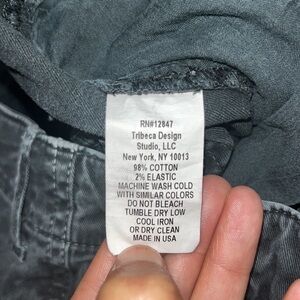 RN#12847
Tribeca Design
Studio, LLC
New York, NY 10013
98% COTTON
2% ELASTIC
MACHINE WASH COLD
WITH SIMILAR COLORS
DO NOT BLEACH
TUMBLE DRY LOW
COOL IRON
OR DRY CLEAN
MADE IN USA